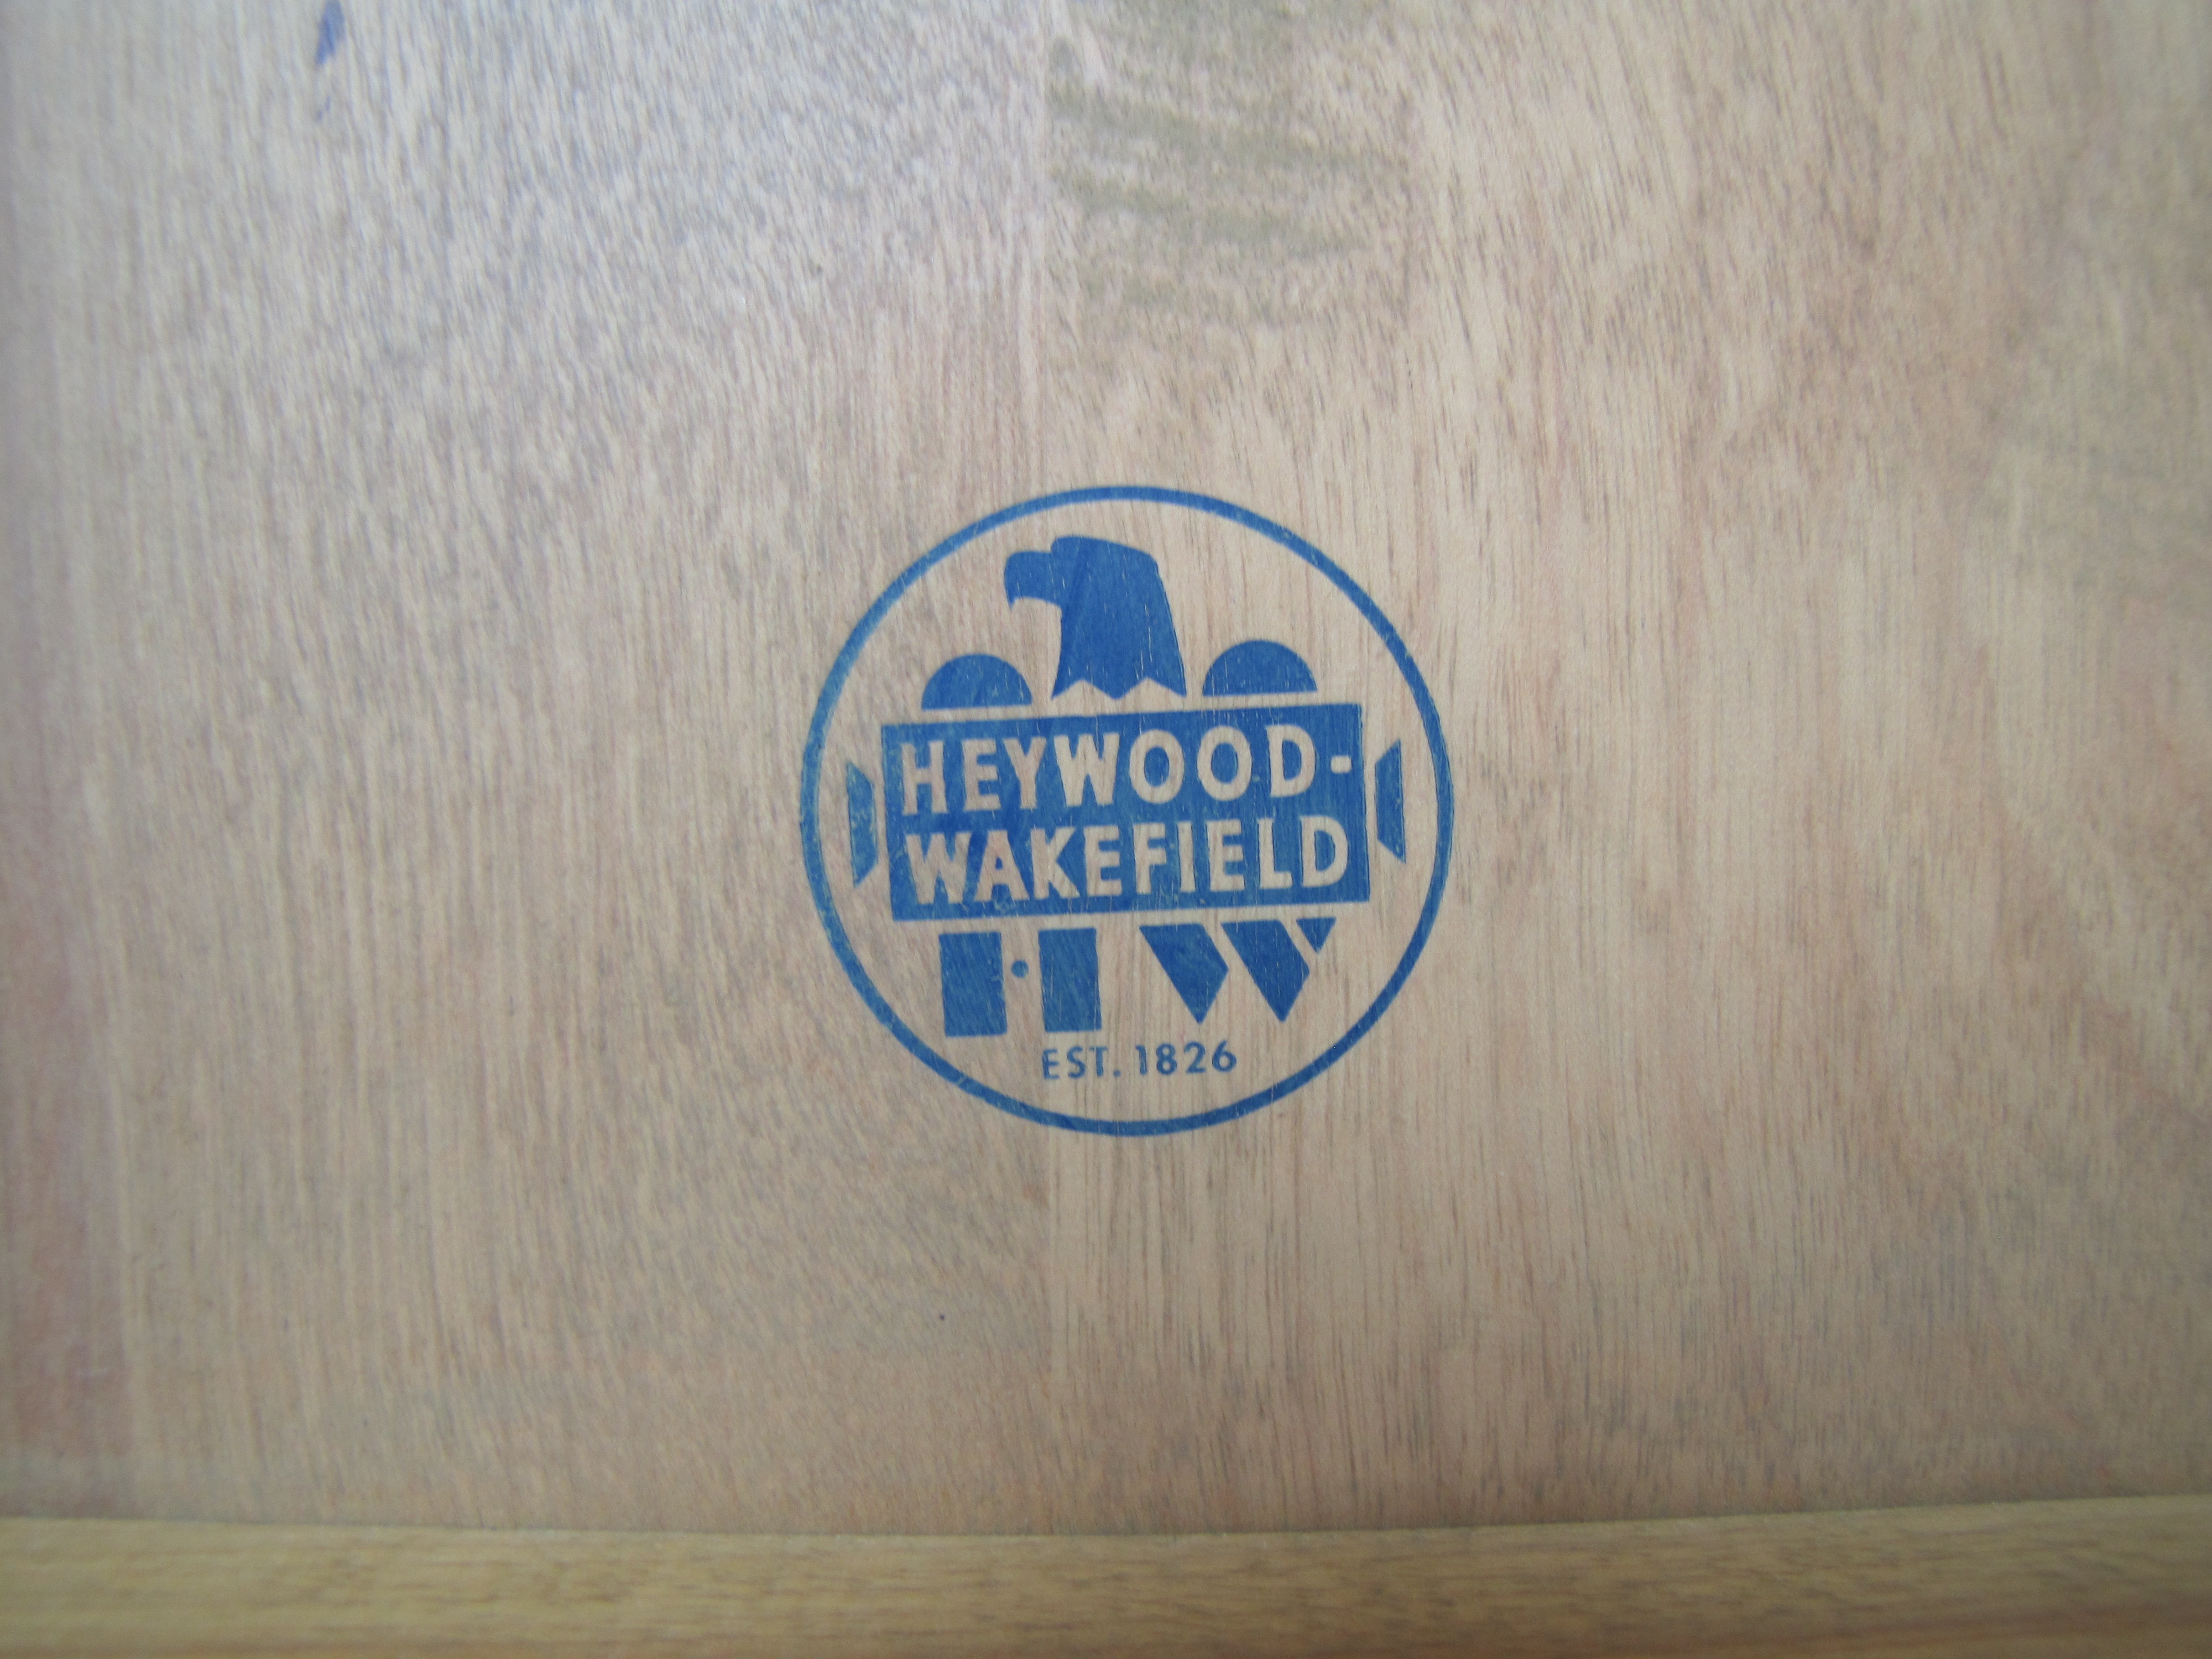 HEYWOOD-
WAKEFIELD
H·W
EST. 1826